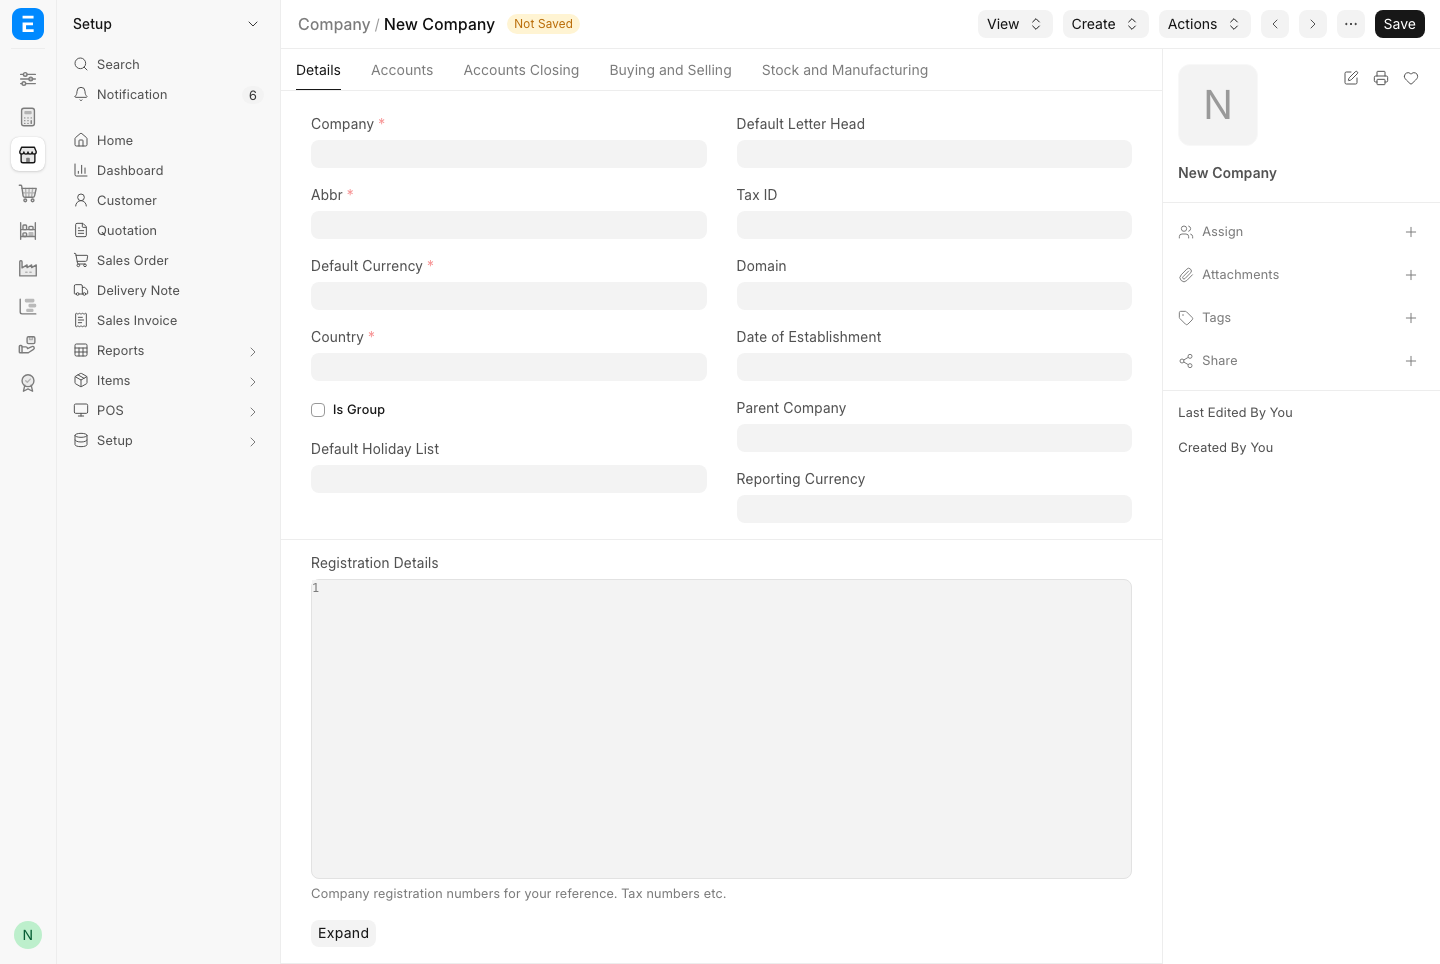 Setup
Search
Notification 6
Home
Dashboard
Customer
Quotation
Sales Order
Delivery Note
Sales Invoice
Reports
Items
POS
Setup
N
Company / New Company Not Saved
View Create Actions ··· Save
Details Accounts Accounts Closing Buying and Selling Stock and Manufacturing
Company *
Default Letter Head
Abbr *
Tax ID
Default Currency *
Domain
Country *
Date of Establishment
Is Group
Parent Company
Default Holiday List
Reporting Currency
Registration Details
1
Company registration numbers for your reference. Tax numbers etc.
Expand
N
New Company
Assign
Attachments
Tags
Share
Last Edited By You
Created By You